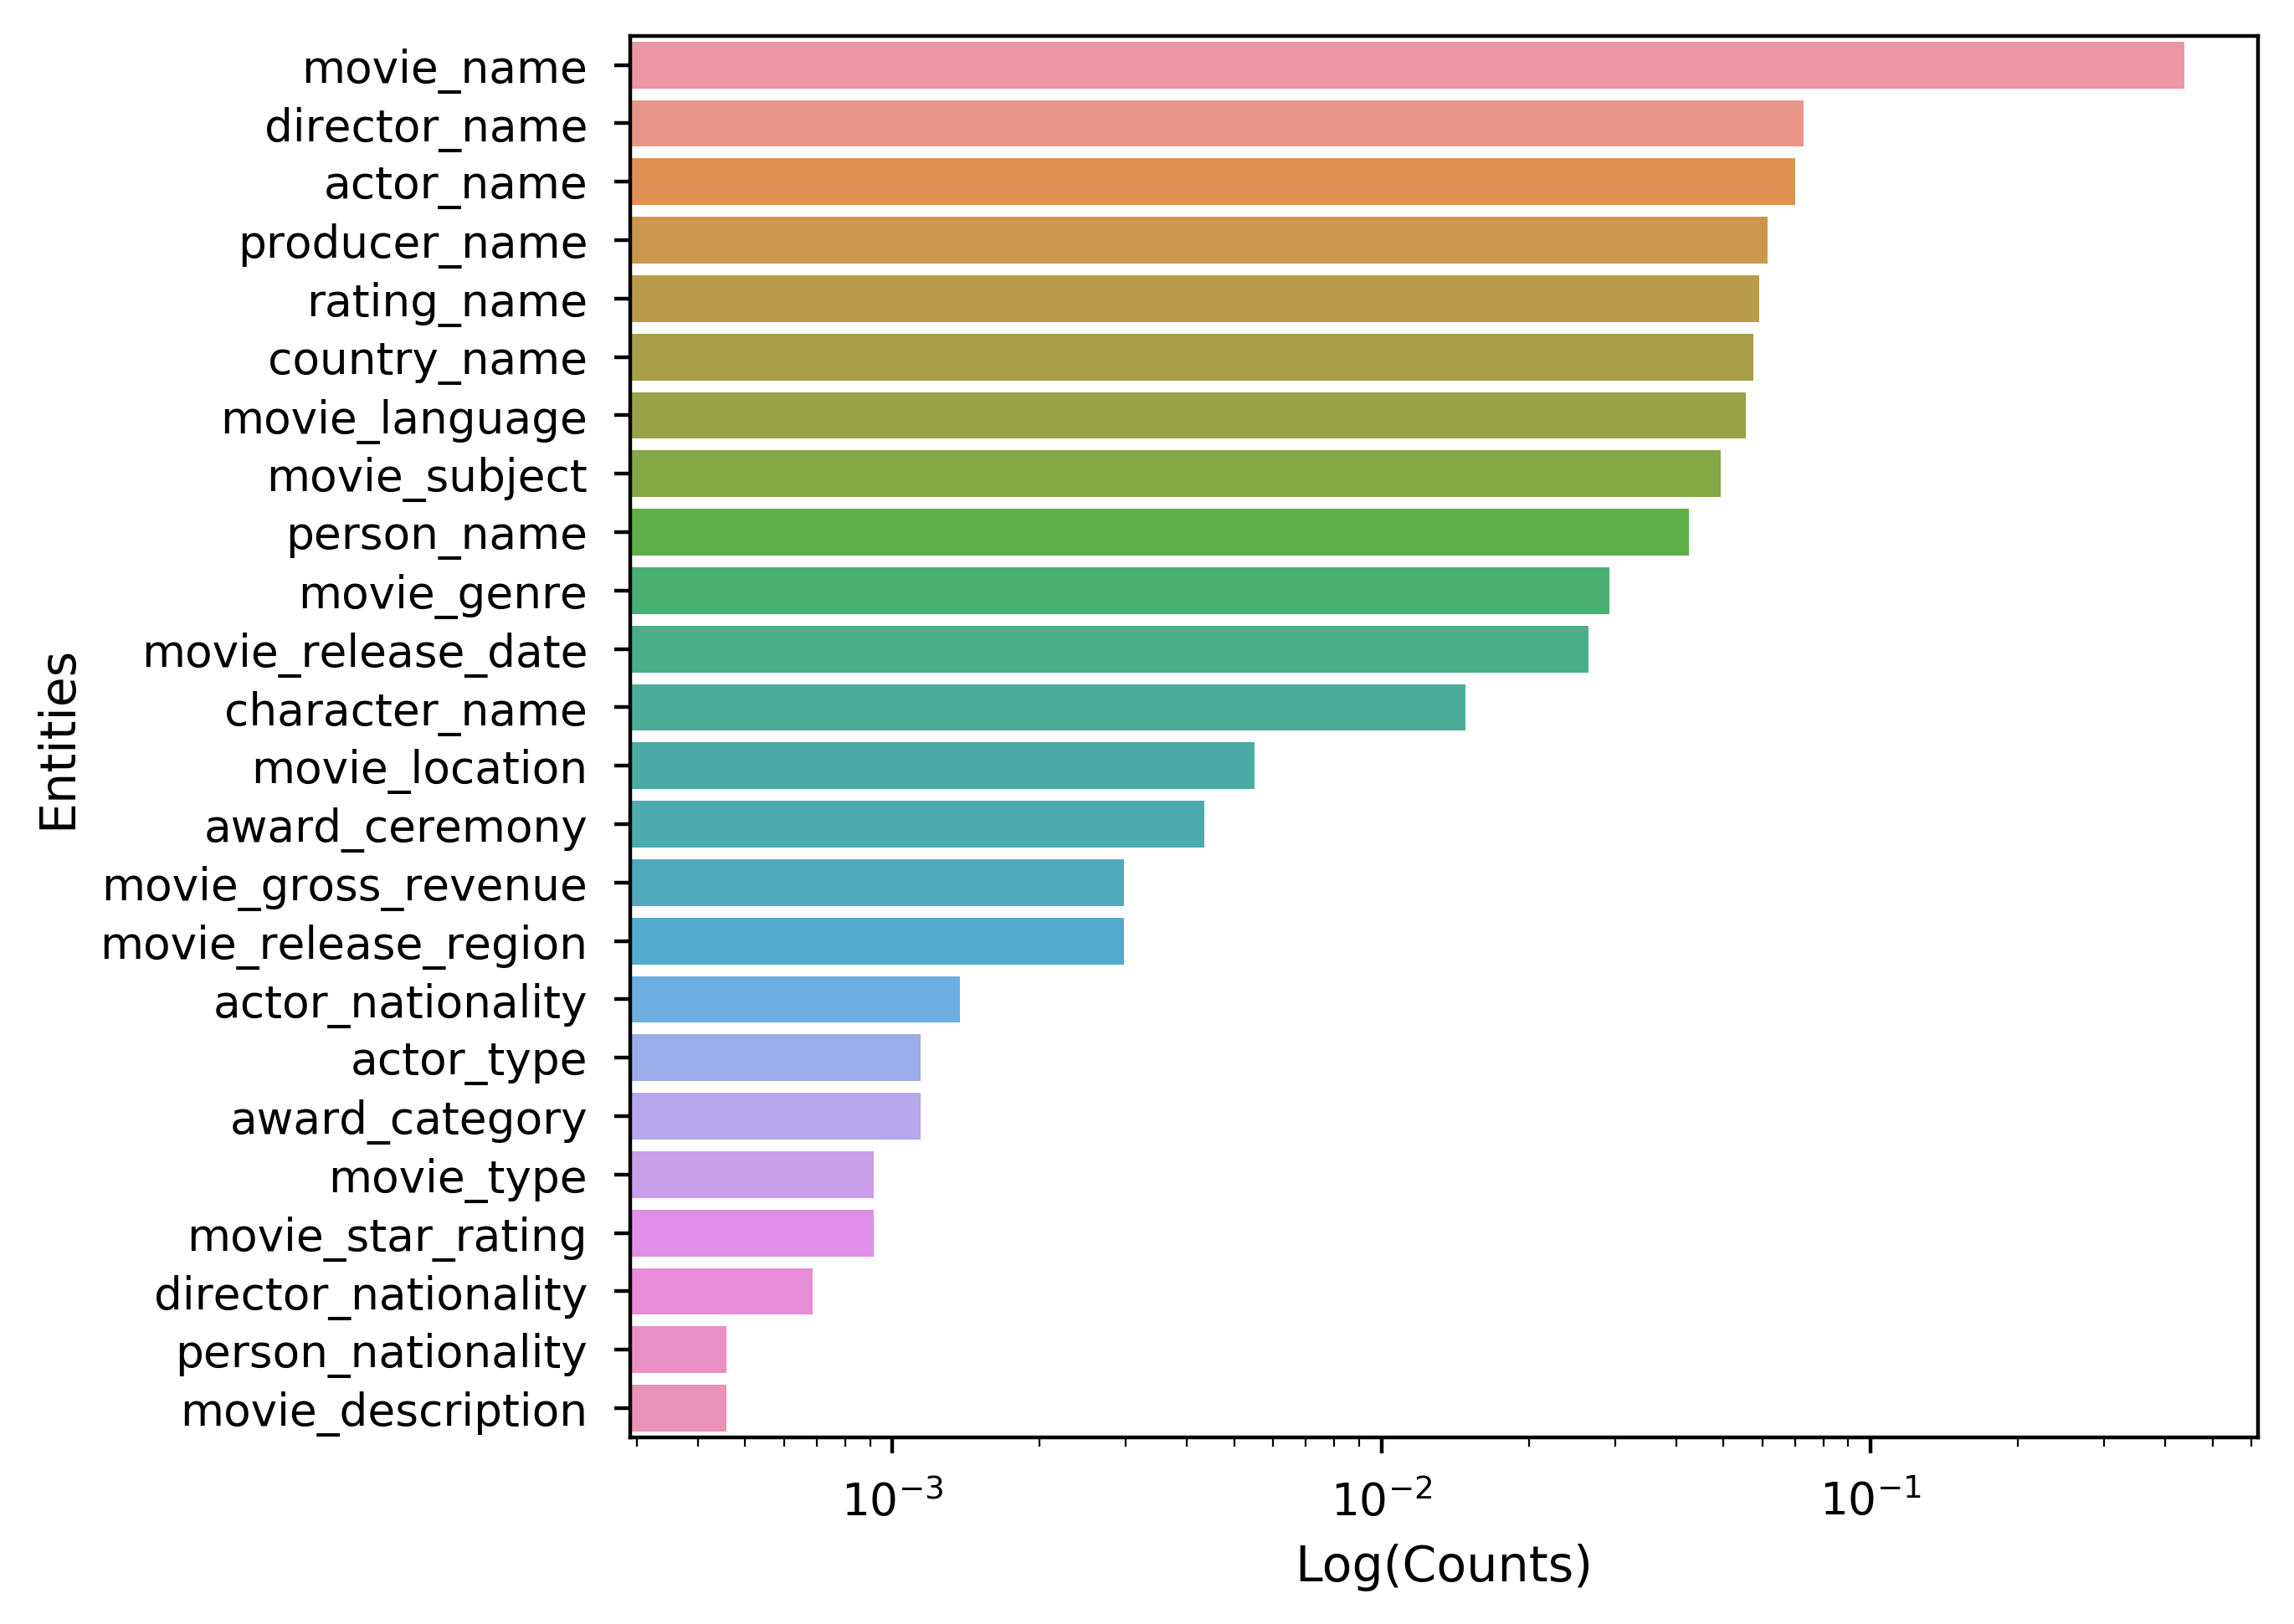 movie_name
director_name
actor_name
producer_name
rating_name
country_name
movie_language
movie_subject
person_name
movie_genre
movie_release_date
character_name
movie_location
award_ceremony
movie_gross_revenue
movie_release_region
actor_nationality
actor_type
award_category
movie_type
movie_star_rating
director_nationality
person_nationality
movie_description
Entities
10⁻³ 10⁻² 10⁻¹
Log(Counts)